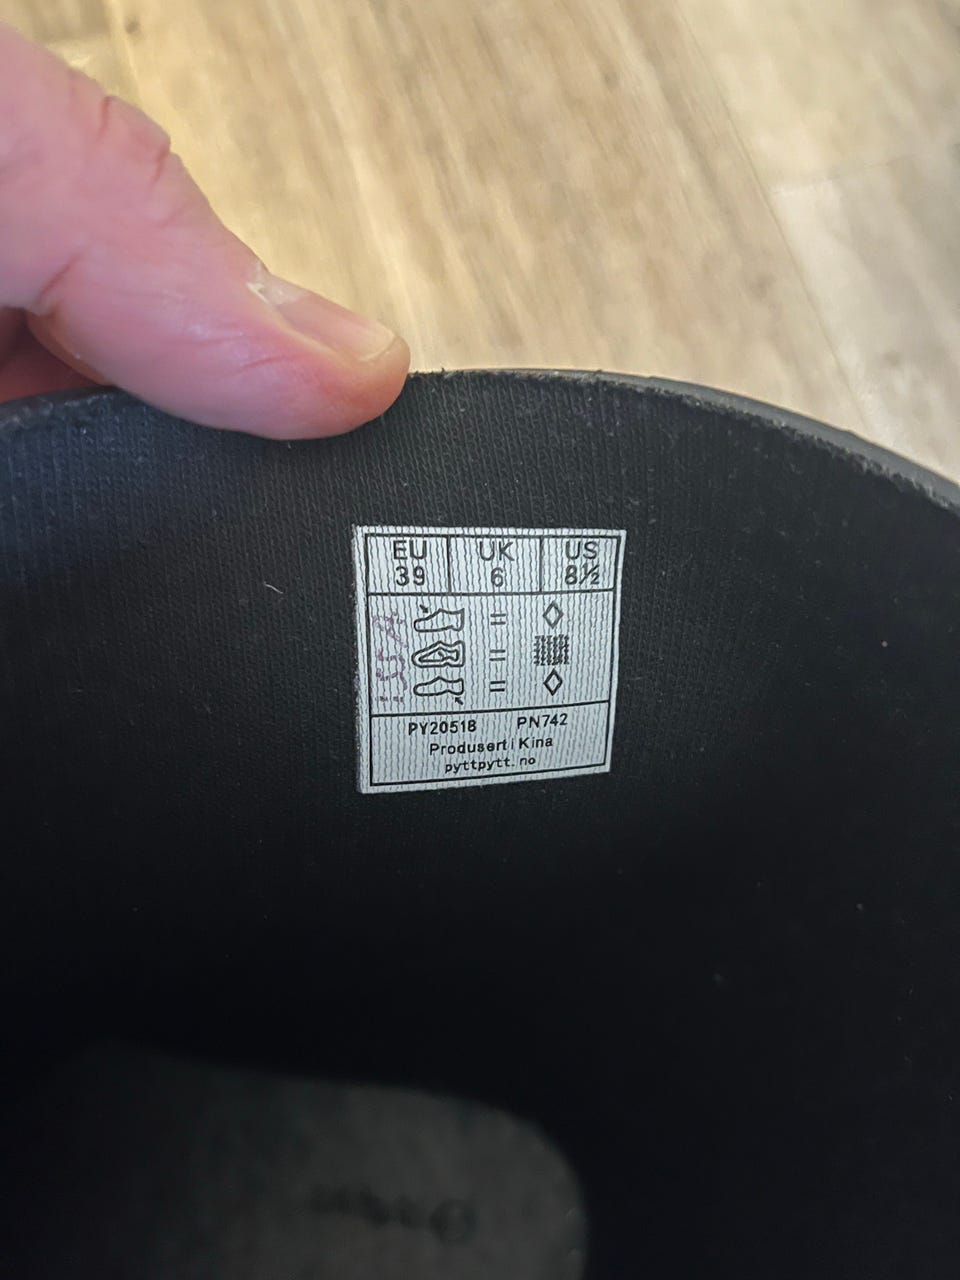 EU UK US
39 6 8½
=
=
=
PY20518 PN742
Produsert i Kina
pyttpytt.no